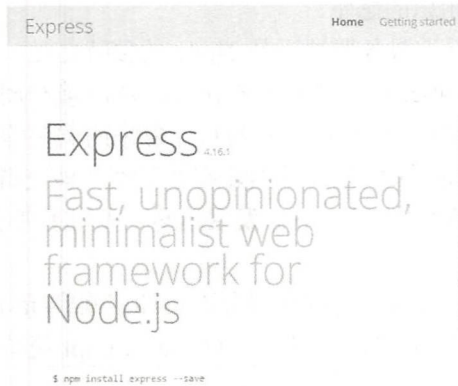 Express
Home Getting started
Express 4.16.1
Fast, unopinionated,
minimalist web
framework for
Node.js
$ npm install express --save